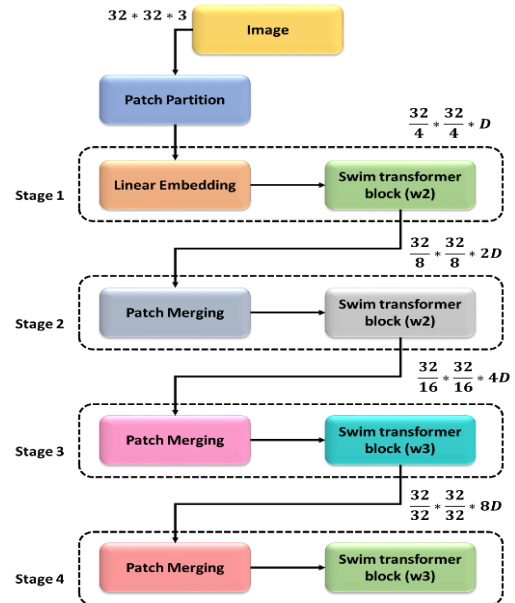 32 * 32 * 3
Image
Patch Partition
32/4 * 32/4 * D
Stage 1
Linear Embedding
Swim transformer
block (w2)
32/8 * 32/8 * 2D
Stage 2
Patch Merging
Swim transformer
block (w2)
32/16 * 32/16 * 4D
Stage 3
Patch Merging
Swim transformer
block (w3)
32/32 * 32/32 * 8D
Stage 4
Patch Merging
Swim transformer
block (w3)